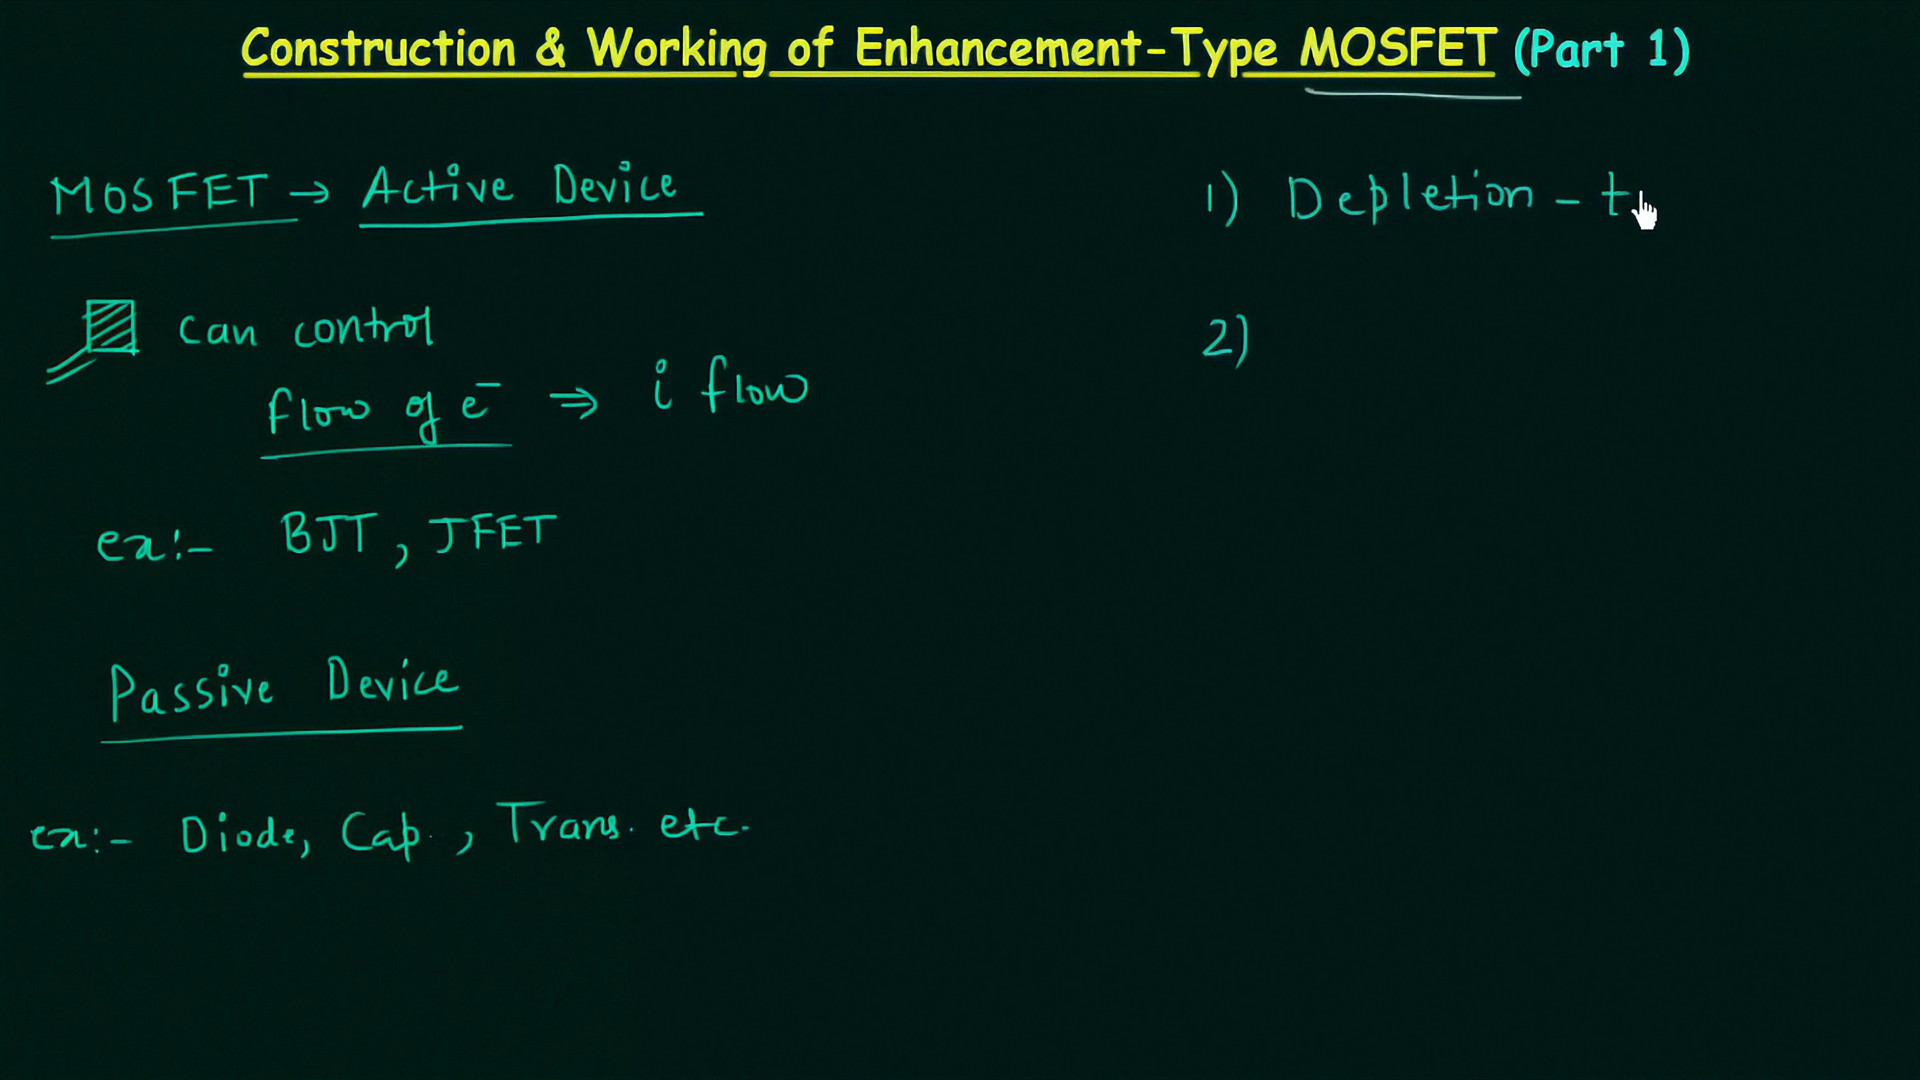 Construction & Working of Enhancement-Type MOSFET (Part 1)
MOSFET → Active Device
can control
flow of e⁻ ⇒ i flow
ex:- BJT, JFET
Passive Device
ex:- Diode, Cap., Trans. etc.
1) Depletion - t
2)